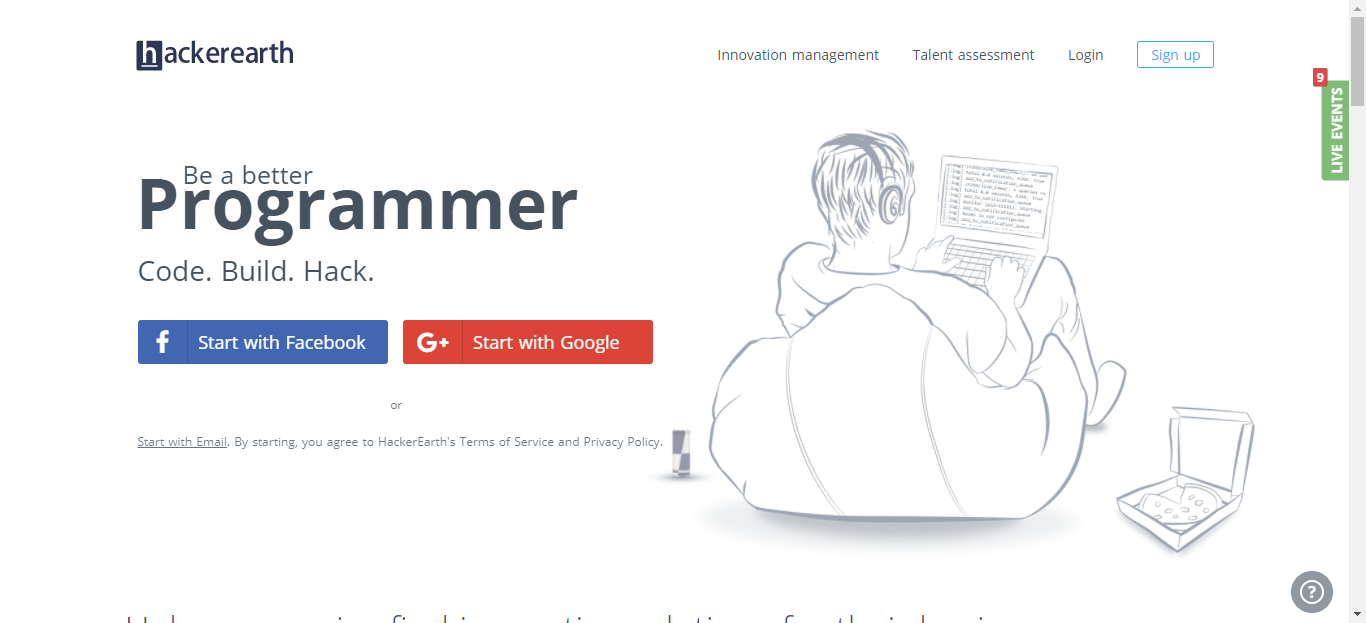 hackerearth
Innovation management Talent assessment Login Sign up
9
LIVE EVENTS
Be a better
Programmer
Code. Build. Hack.
Start with Facebook G+ Start with Google
or
Start with Email. By starting, you agree to HackerEarth's Terms of Service and Privacy Policy.
?